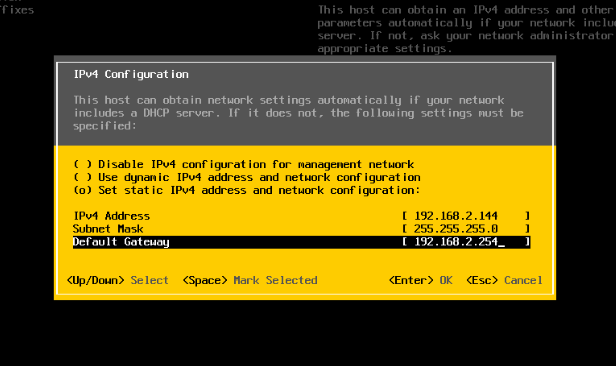 ffixes
This host can obtain an IPv4 address and other
parameters automatically if your network inclu
server. If not, ask your network administrator
appropriate settings.
IPv4 Configuration
This host can obtain network settings automatically if your network
includes a DHCP server. If it does not, the following settings must be
specified:
( ) Disable IPv4 configuration for management network
( ) Use dynamic IPv4 address and network configuration
(o) Set static IPv4 address and network configuration:
IPv4 Address [ 192.168.2.144 ]
Subnet Mask [ 255.255.255.0 ]
Default Gateway [ 192.168.2.254_ ]
<Up/Down> Select <Space> Mark Selected <Enter> OK <Esc> Cancel